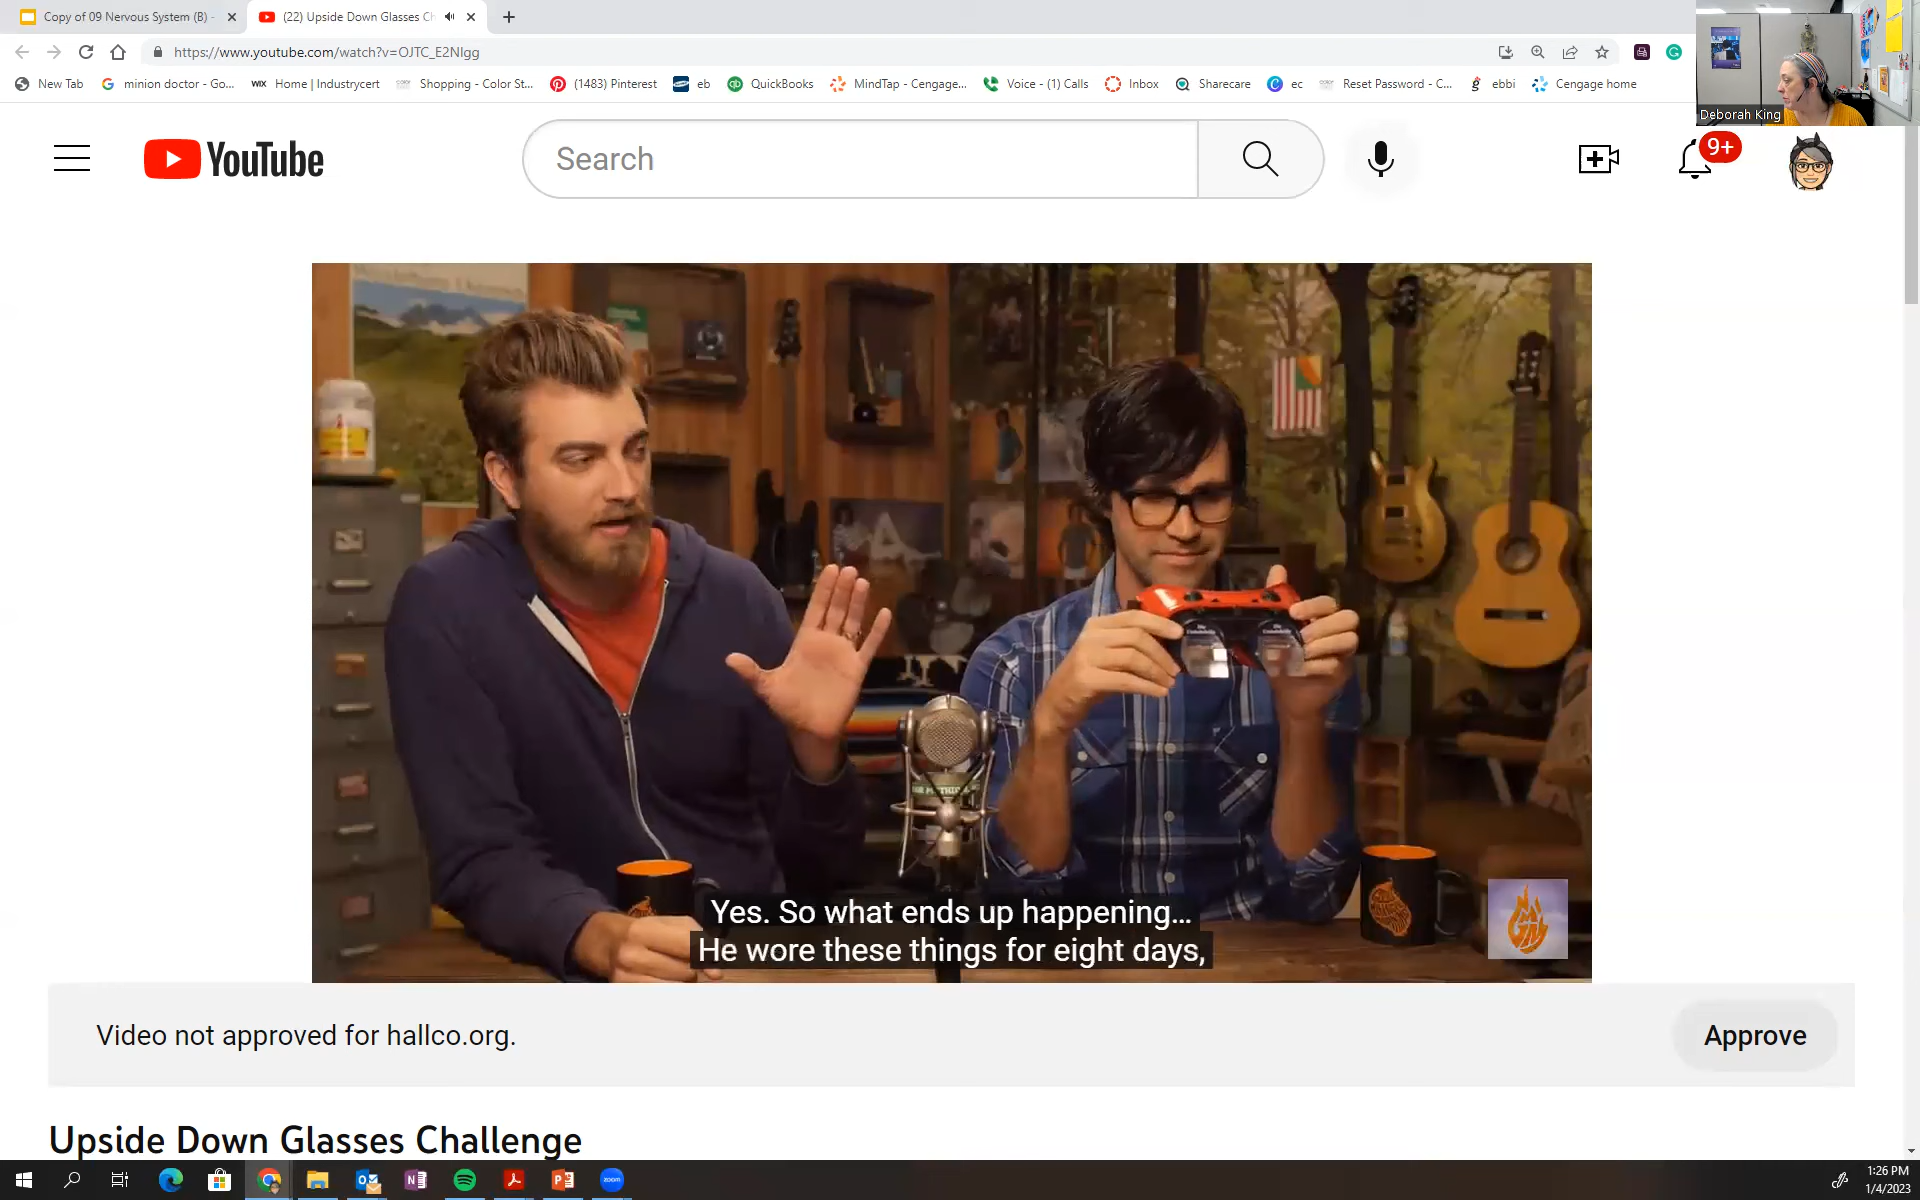 Copy of 09 Nervous System (B) -
(22) Upside Down Glasses Ch
https://www.youtube.com/watch?v=OJTC_E2NIgg
New Tab
minion doctor - Go...
WIX Home | Industrycert
Shopping - Color St...
(1483) Pinterest
eb
QuickBooks
MindTap - Cengage...
Voice - (1) Calls
Inbox
Sharecare
ec
Reset Password - C...
ebbi
Cengage home
Deborah King
YouTube
Search
9+
Yes. So what ends up happening...
He wore these things for eight days,
GMM
Video not approved for hallco.org.
Approve
Upside Down Glasses Challenge
zoom
1:26 PM
1/4/2023